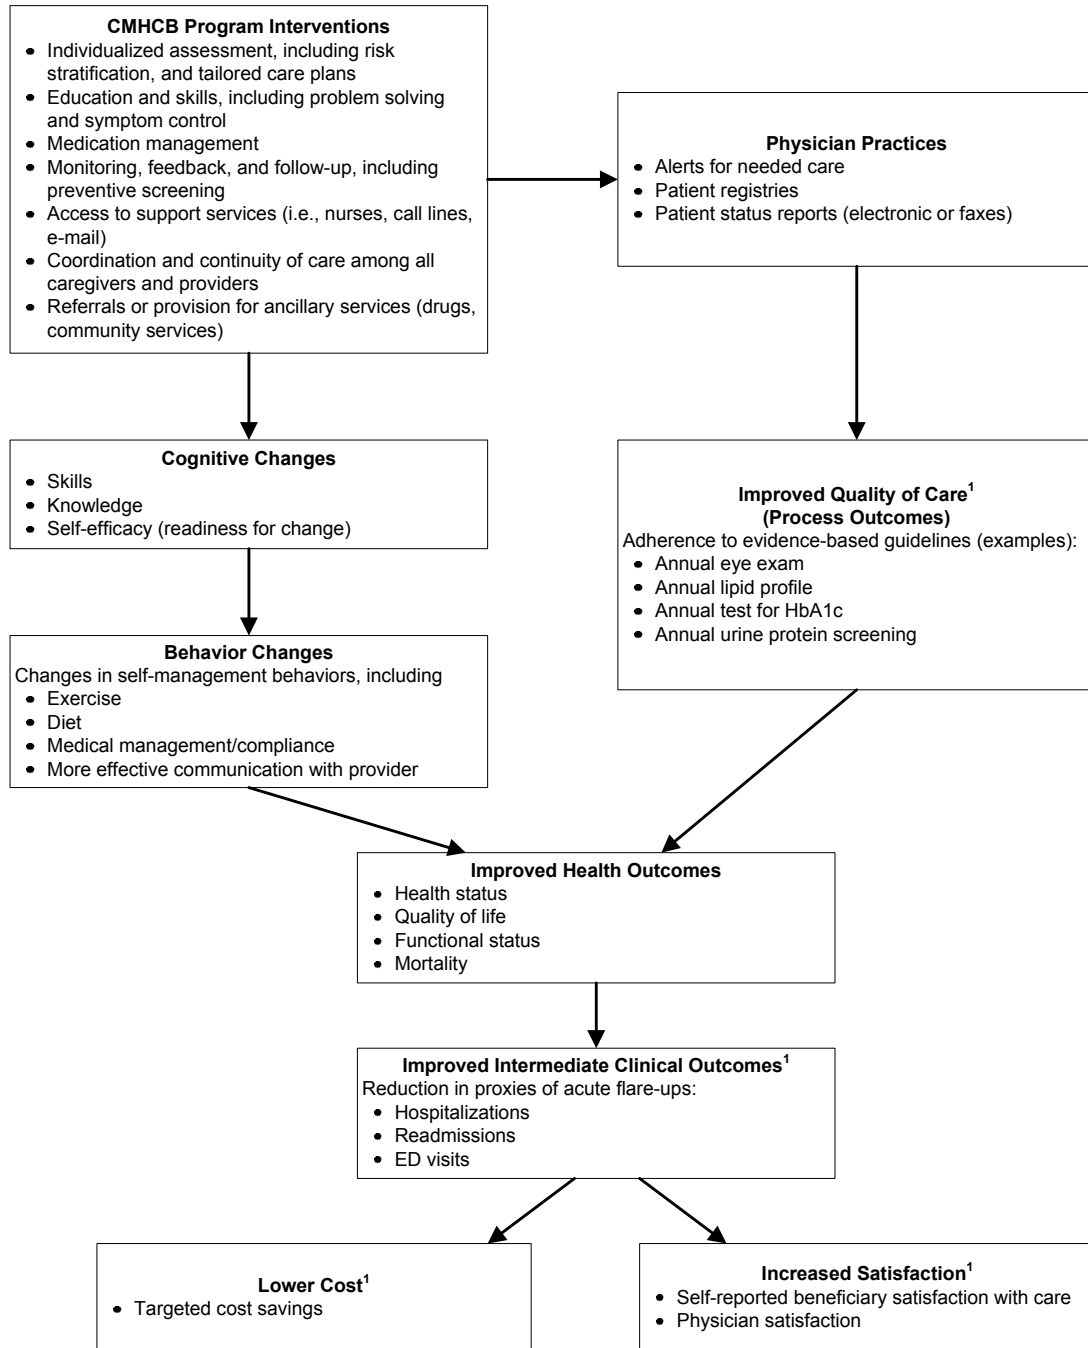 CMHCB Program Interventions
• Individualized assessment, including risk
stratification, and tailored care plans
• Education and skills, including problem solving
and symptom control
• Medication management
• Monitoring, feedback, and follow-up, including
preventive screening
• Access to support services (i.e., nurses, call lines,
e-mail)
• Coordination and continuity of care among all
caregivers and providers
• Referrals or provision for ancillary services (drugs,
community services)
Physician Practices
• Alerts for needed care
• Patient registries
• Patient status reports (electronic or faxes)
Cognitive Changes
• Skills
• Knowledge
• Self-efficacy (readiness for change)
Improved Quality of Care¹
(Process Outcomes)
Adherence to evidence-based guidelines (examples):
• Annual eye exam
• Annual lipid profile
• Annual test for HbA1c
• Annual urine protein screening
Behavior Changes
Changes in self-management behaviors, including
• Exercise
• Diet
• Medical management/compliance
• More effective communication with provider
Improved Health Outcomes
• Health status
• Quality of life
• Functional status
• Mortality
Improved Intermediate Clinical Outcomes¹
Reduction in proxies of acute flare-ups:
• Hospitalizations
• Readmissions
• ED visits
Lower Cost¹
• Targeted cost savings
Increased Satisfaction¹
• Self-reported beneficiary satisfaction with care
• Physician satisfaction